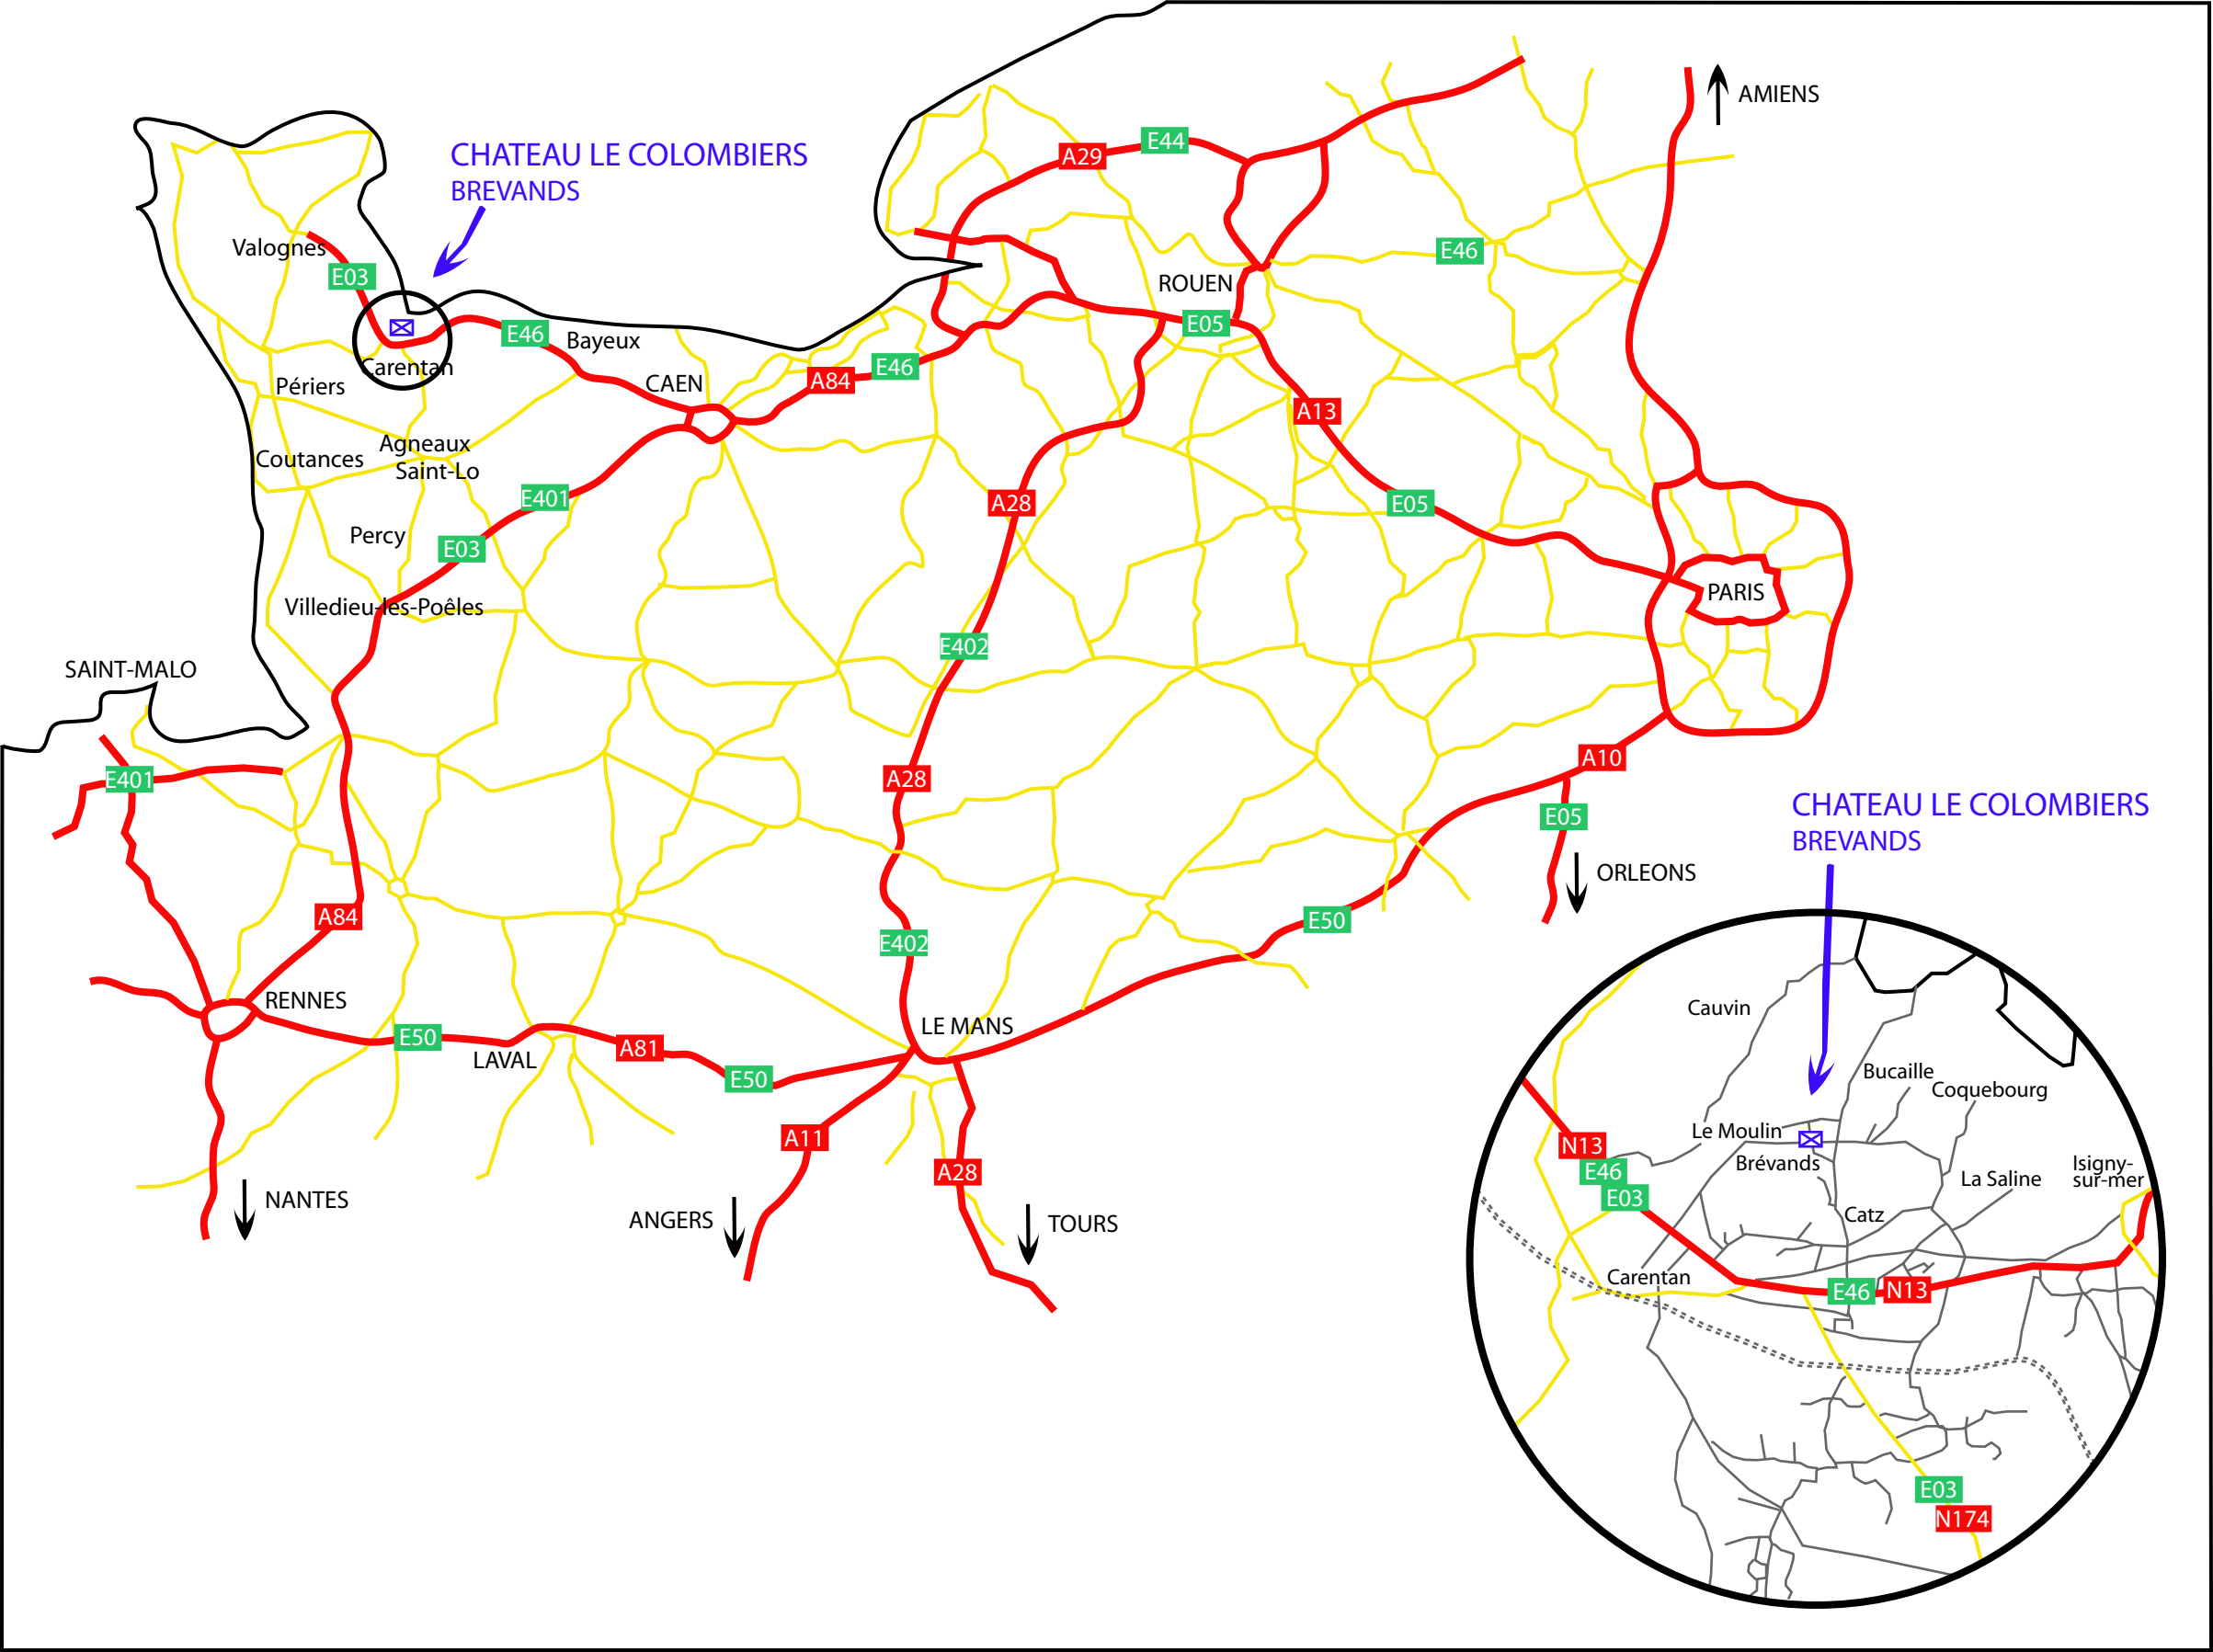 AMIENS
CHATEAU LE COLOMBIERS
BREVANDS
A29
E44
Valognes
E03
E46
ROUEN
E05
E46
Bayeux
E46
A84
Carentan
Périers
CAEN
A13
Agneaux
Saint-Lo
Coutances
E401
A28
E05
Percy
E03
PARIS
Villedieu-les-Poêles
E402
SAINT-MALO
E401
A28
A10
E05
CHATEAU LE COLOMBIERS
BREVANDS
ORLEONS
A84
E50
E402
RENNES
LE MANS
E50
LAVAL
A81
E50
A11
A28
NANTES
ANGERS
TOURS
Cauvin
Bucaille
Coquebourg
Le Moulin
N13
E46
E03
Brévands
La Saline
Isigny-
sur-mer
Catz
Carentan
E46
N13
E03
N174